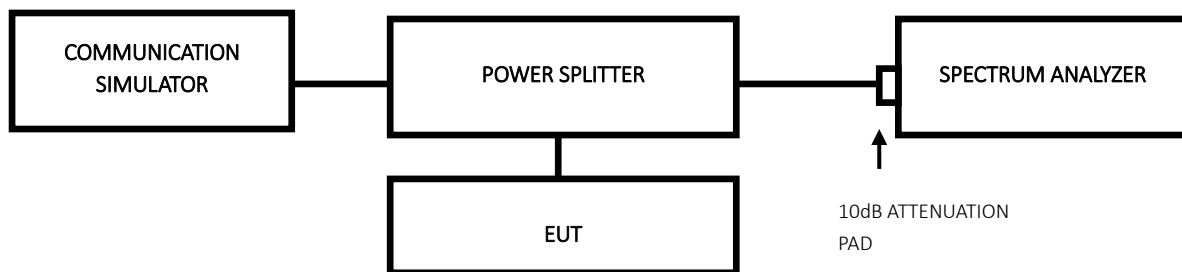 COMMUNICATION
SIMULATOR
POWER SPLITTER
SPECTRUM ANALYZER
EUT
10dB ATTENUATION
PAD